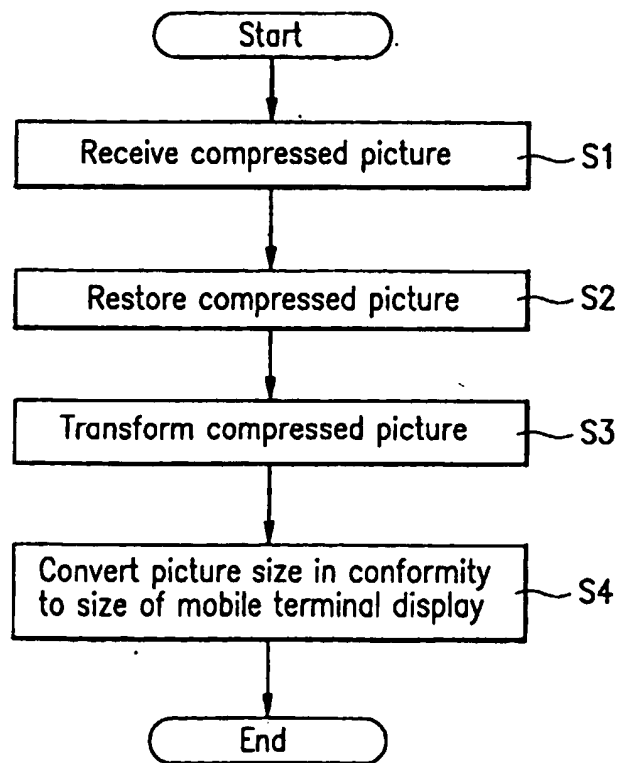 Start
Receive compressed picture
S1
Restore compressed picture
S2
Transform compressed picture
S3
Convert picture size in conformity
to size of mobile terminal display
S4
End